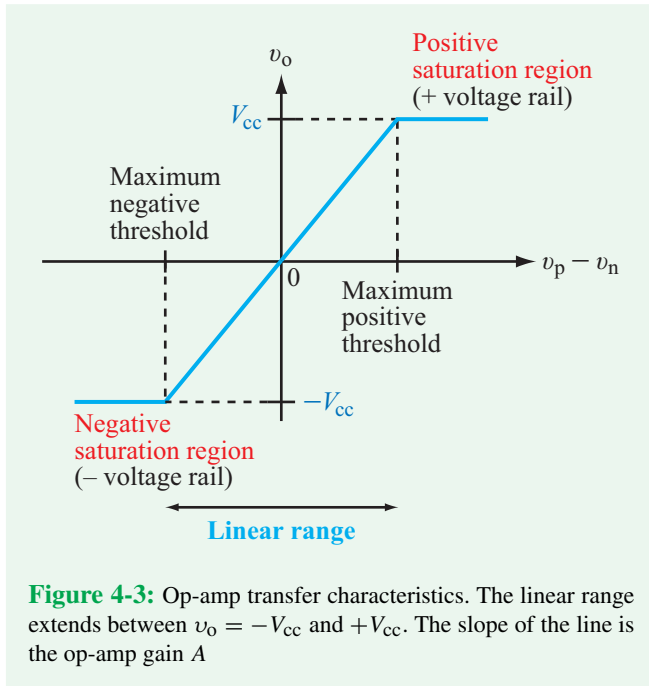 υo
Positive
saturation region
(+ voltage rail)
Vcc
Maximum
negative
threshold
υp − υn
0
Maximum
positive
threshold
−Vcc
Negative
saturation region
(– voltage rail)
Linear range
Figure 4-3: Op-amp transfer characteristics. The linear range
extends between υo = −Vcc and +Vcc. The slope of the line is
the op-amp gain A